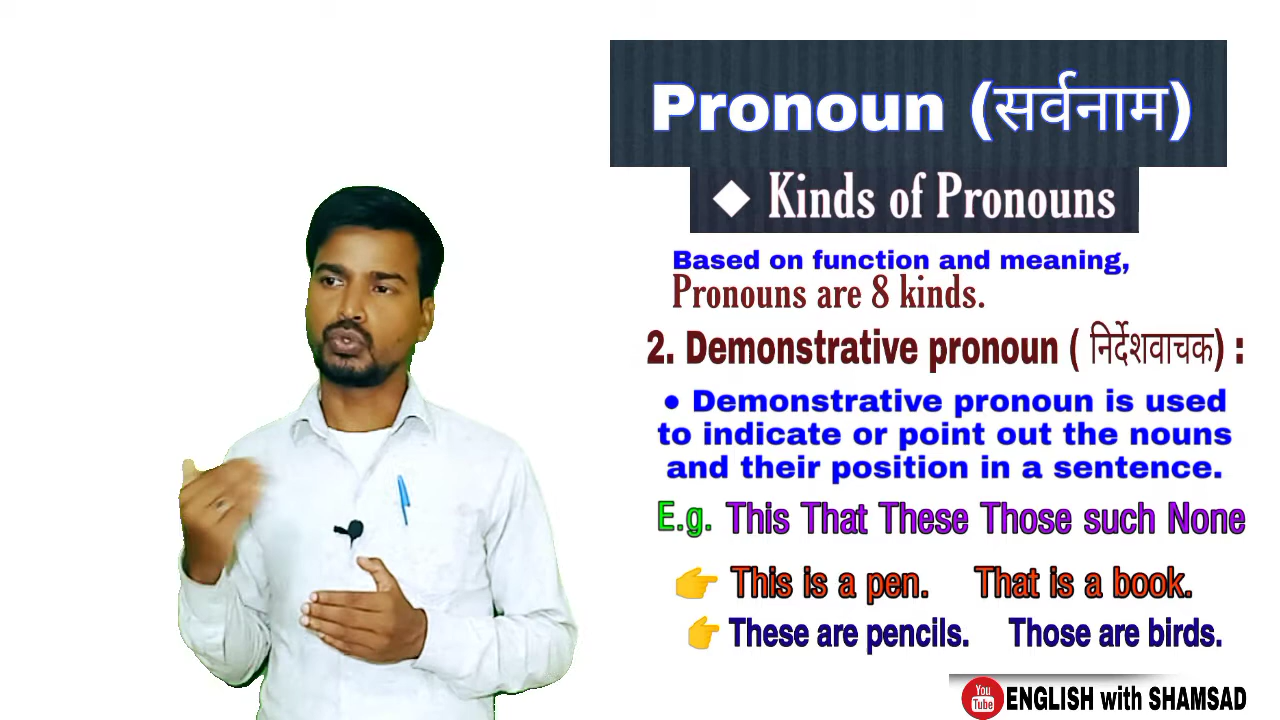 Pronoun (सर्वनाम)
◆ Kinds of Pronouns
Based on function and meaning,
Pronouns are 8 kinds.
2. Demonstrative pronoun ( निर्देशवाचक) :
● Demonstrative pronoun is used
to indicate or point out the nouns
and their position in a sentence.
E.g. This That These Those such None
👉 This is a pen. That is a book.
👉 These are pencils. Those are birds.
You Tube ENGLISH with SHAMSAD